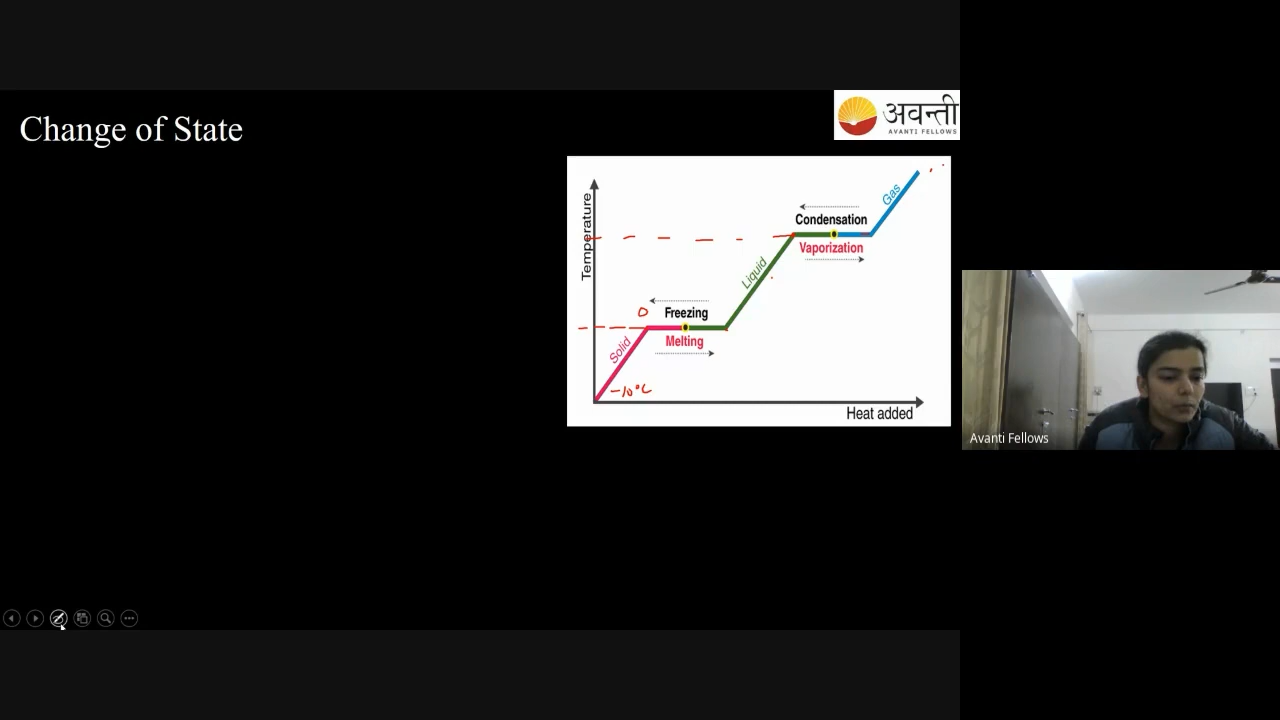 Change of State
अवन्ती
AVANTI FELLOWS
Temperature
Gas
Condensation
Vaporization
Liquid
0
Freezing
Melting
Solid
-10°C
Heat added
Avanti Fellows